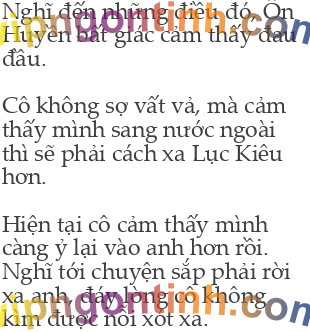 Nghĩ đến những điều đó, Ôn
Huyền bất giác cảm thấy đau
đầu.
Cô không sợ vất vả, mà cảm
thấy mình sang nước ngoài
thì sẽ phải cách xa Lục Kiêu
hơn.
Hiện tại cô cảm thấy mình
càng ỷ lại vào anh hơn rồi.
Nghĩ tới chuyện sắp phải rời
xa anh, đáy lòng cô không
kìm được nỗi xót xa.
vipngontinh.com
vipngontinh.com